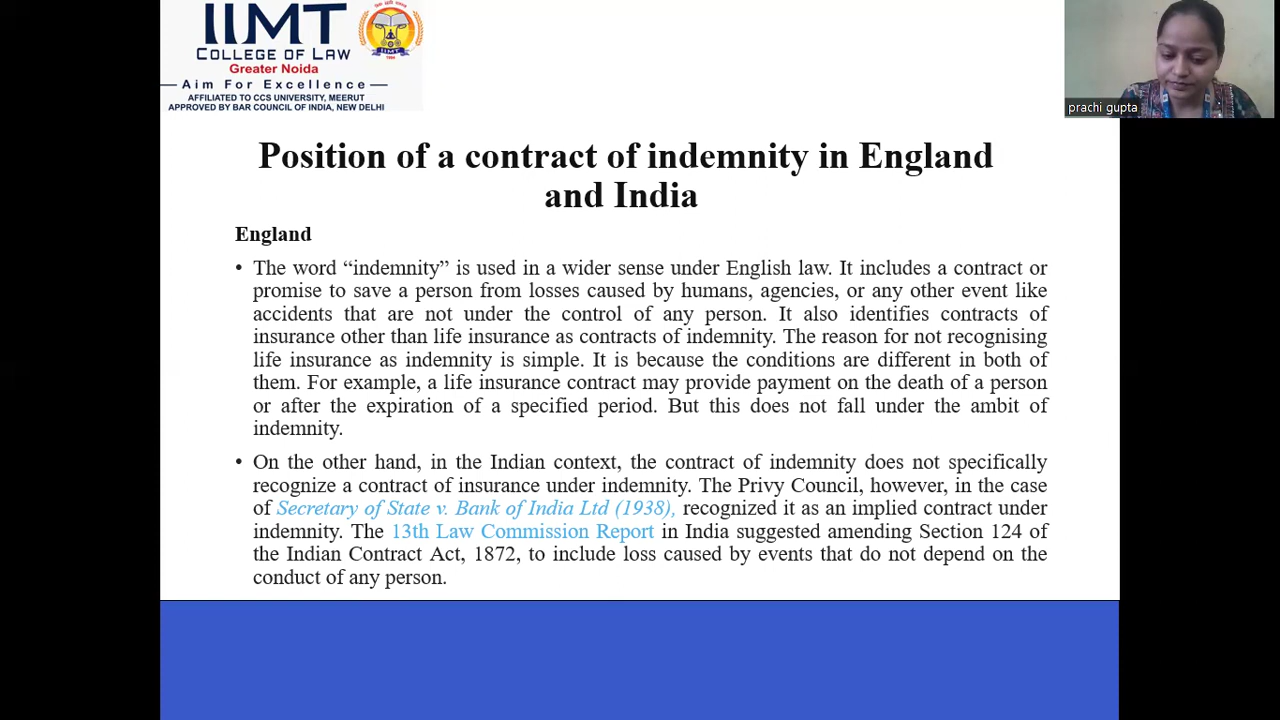 IIMT
COLLEGE OF LAW
Greater Noida
Aim For Excellence
AFFILIATED TO CCS UNIVERSITY, MEERUT
APPROVED BY BAR COUNCIL OF INDIA, NEW DELHI
IIMT
prachi gupta
Position of a contract of indemnity in England
and India
England
• The word “indemnity” is used in a wider sense under English law. It includes a contract or
promise to save a person from losses caused by humans, agencies, or any other event like
accidents that are not under the control of any person. It also identifies contracts of
insurance other than life insurance as contracts of indemnity. The reason for not recognising
life insurance as indemnity is simple. It is because the conditions are different in both of
them. For example, a life insurance contract may provide payment on the death of a person
or after the expiration of a specified period. But this does not fall under the ambit of
indemnity.
• On the other hand, in the Indian context, the contract of indemnity does not specifically
recognize a contract of insurance under indemnity. The Privy Council, however, in the case
of Secretary of State v. Bank of India Ltd (1938), recognized it as an implied contract under
indemnity. The 13th Law Commission Report in India suggested amending Section 124 of
the Indian Contract Act, 1872, to include loss caused by events that do not depend on the
conduct of any person.